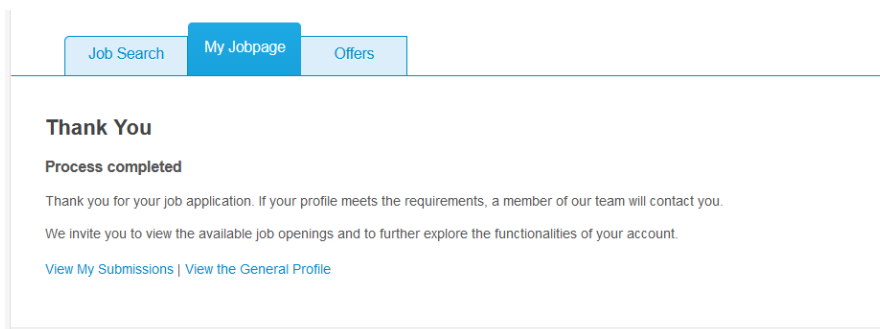 Job Search My Jobpage Offers
Thank You
Process completed
Thank you for your job application. If your profile meets the requirements, a member of our team will contact you.
We invite you to view the available job openings and to further explore the functionalities of your account.
View My Submissions | View the General Profile